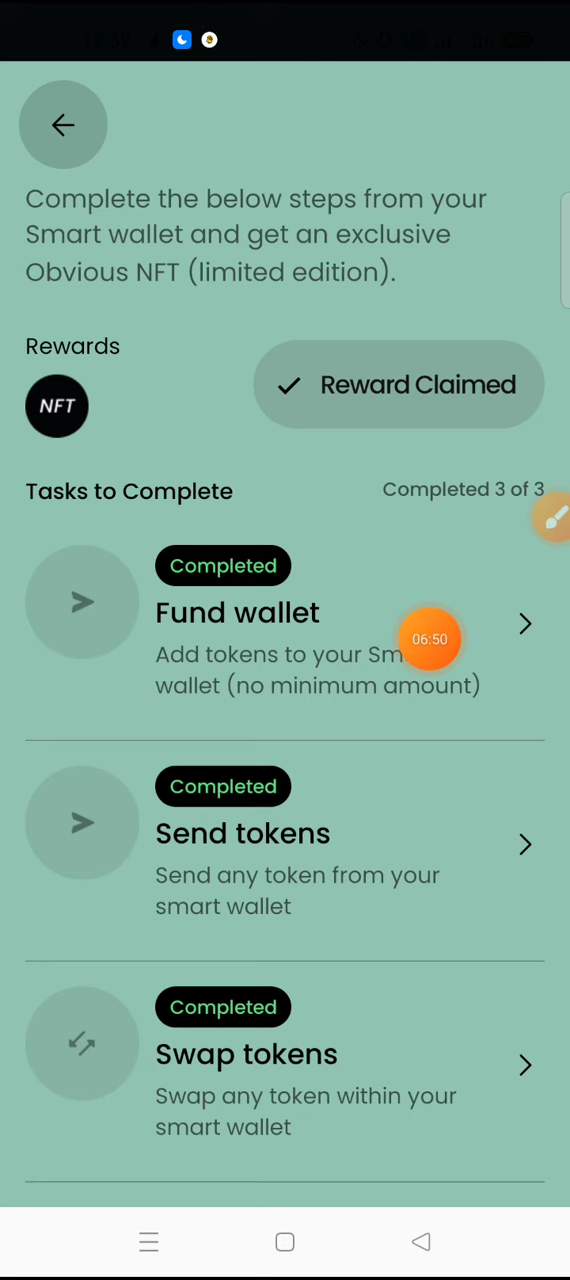 Complete the below steps from your
Smart wallet and get an exclusive
Obvious NFT (limited edition).
Rewards
NFT
Reward Claimed
Tasks to Complete
Completed 3 of 3
Completed
Fund wallet
06:50
Add tokens to your
wallet (no minimum amount)
Completed
Send tokens
Send any token from your
smart wallet
Completed
Swap tokens
Swap any token within your
smart wallet